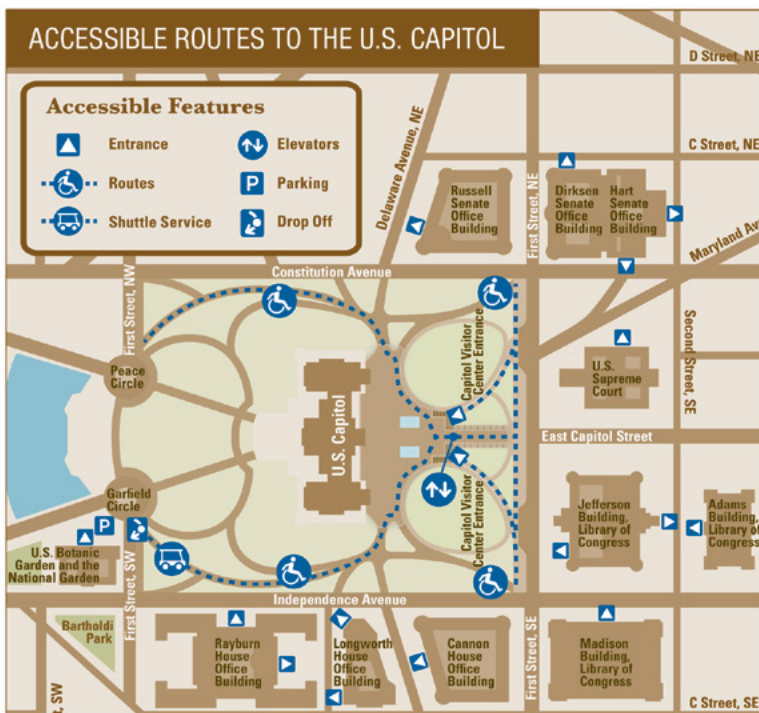 ACCESSIBLE ROUTES TO THE U.S. CAPITOL
D Street, NE
Accessible Features
Entrance
Elevators
Routes
P
Parking
Shuttle Service
Drop Off
Delaware Avenue, NE
C Street, NE
Russell
Senate
Office
Building
First Street, NE
Dirksen
Senate
Office
Building
Hart
Senate
Office
Building
Maryland Av
Constitution Avenue
First Street, NW
Peace
Circle
U.S. Capitol
Capitol Visitor
Center Entrance
U.S.
Supreme
Court
Second Street, SE
East Capitol Street
Garfield
Circle
P
U.S. Botanic
Garden and the
National Garden
Capitol Visitor
Center Entrance
Jefferson
Building,
Library of
Congress
Adams
Building,
Library of
Congress
First Street, SW
Independence Avenue
Bartholdi
Park
Rayburn
House
Office
Building
Longworth
House
Office
Building
Cannon
House
Office
Building
First Street, SE
Madison
Building,
Library of
Congress
C Street, SE
et, SW